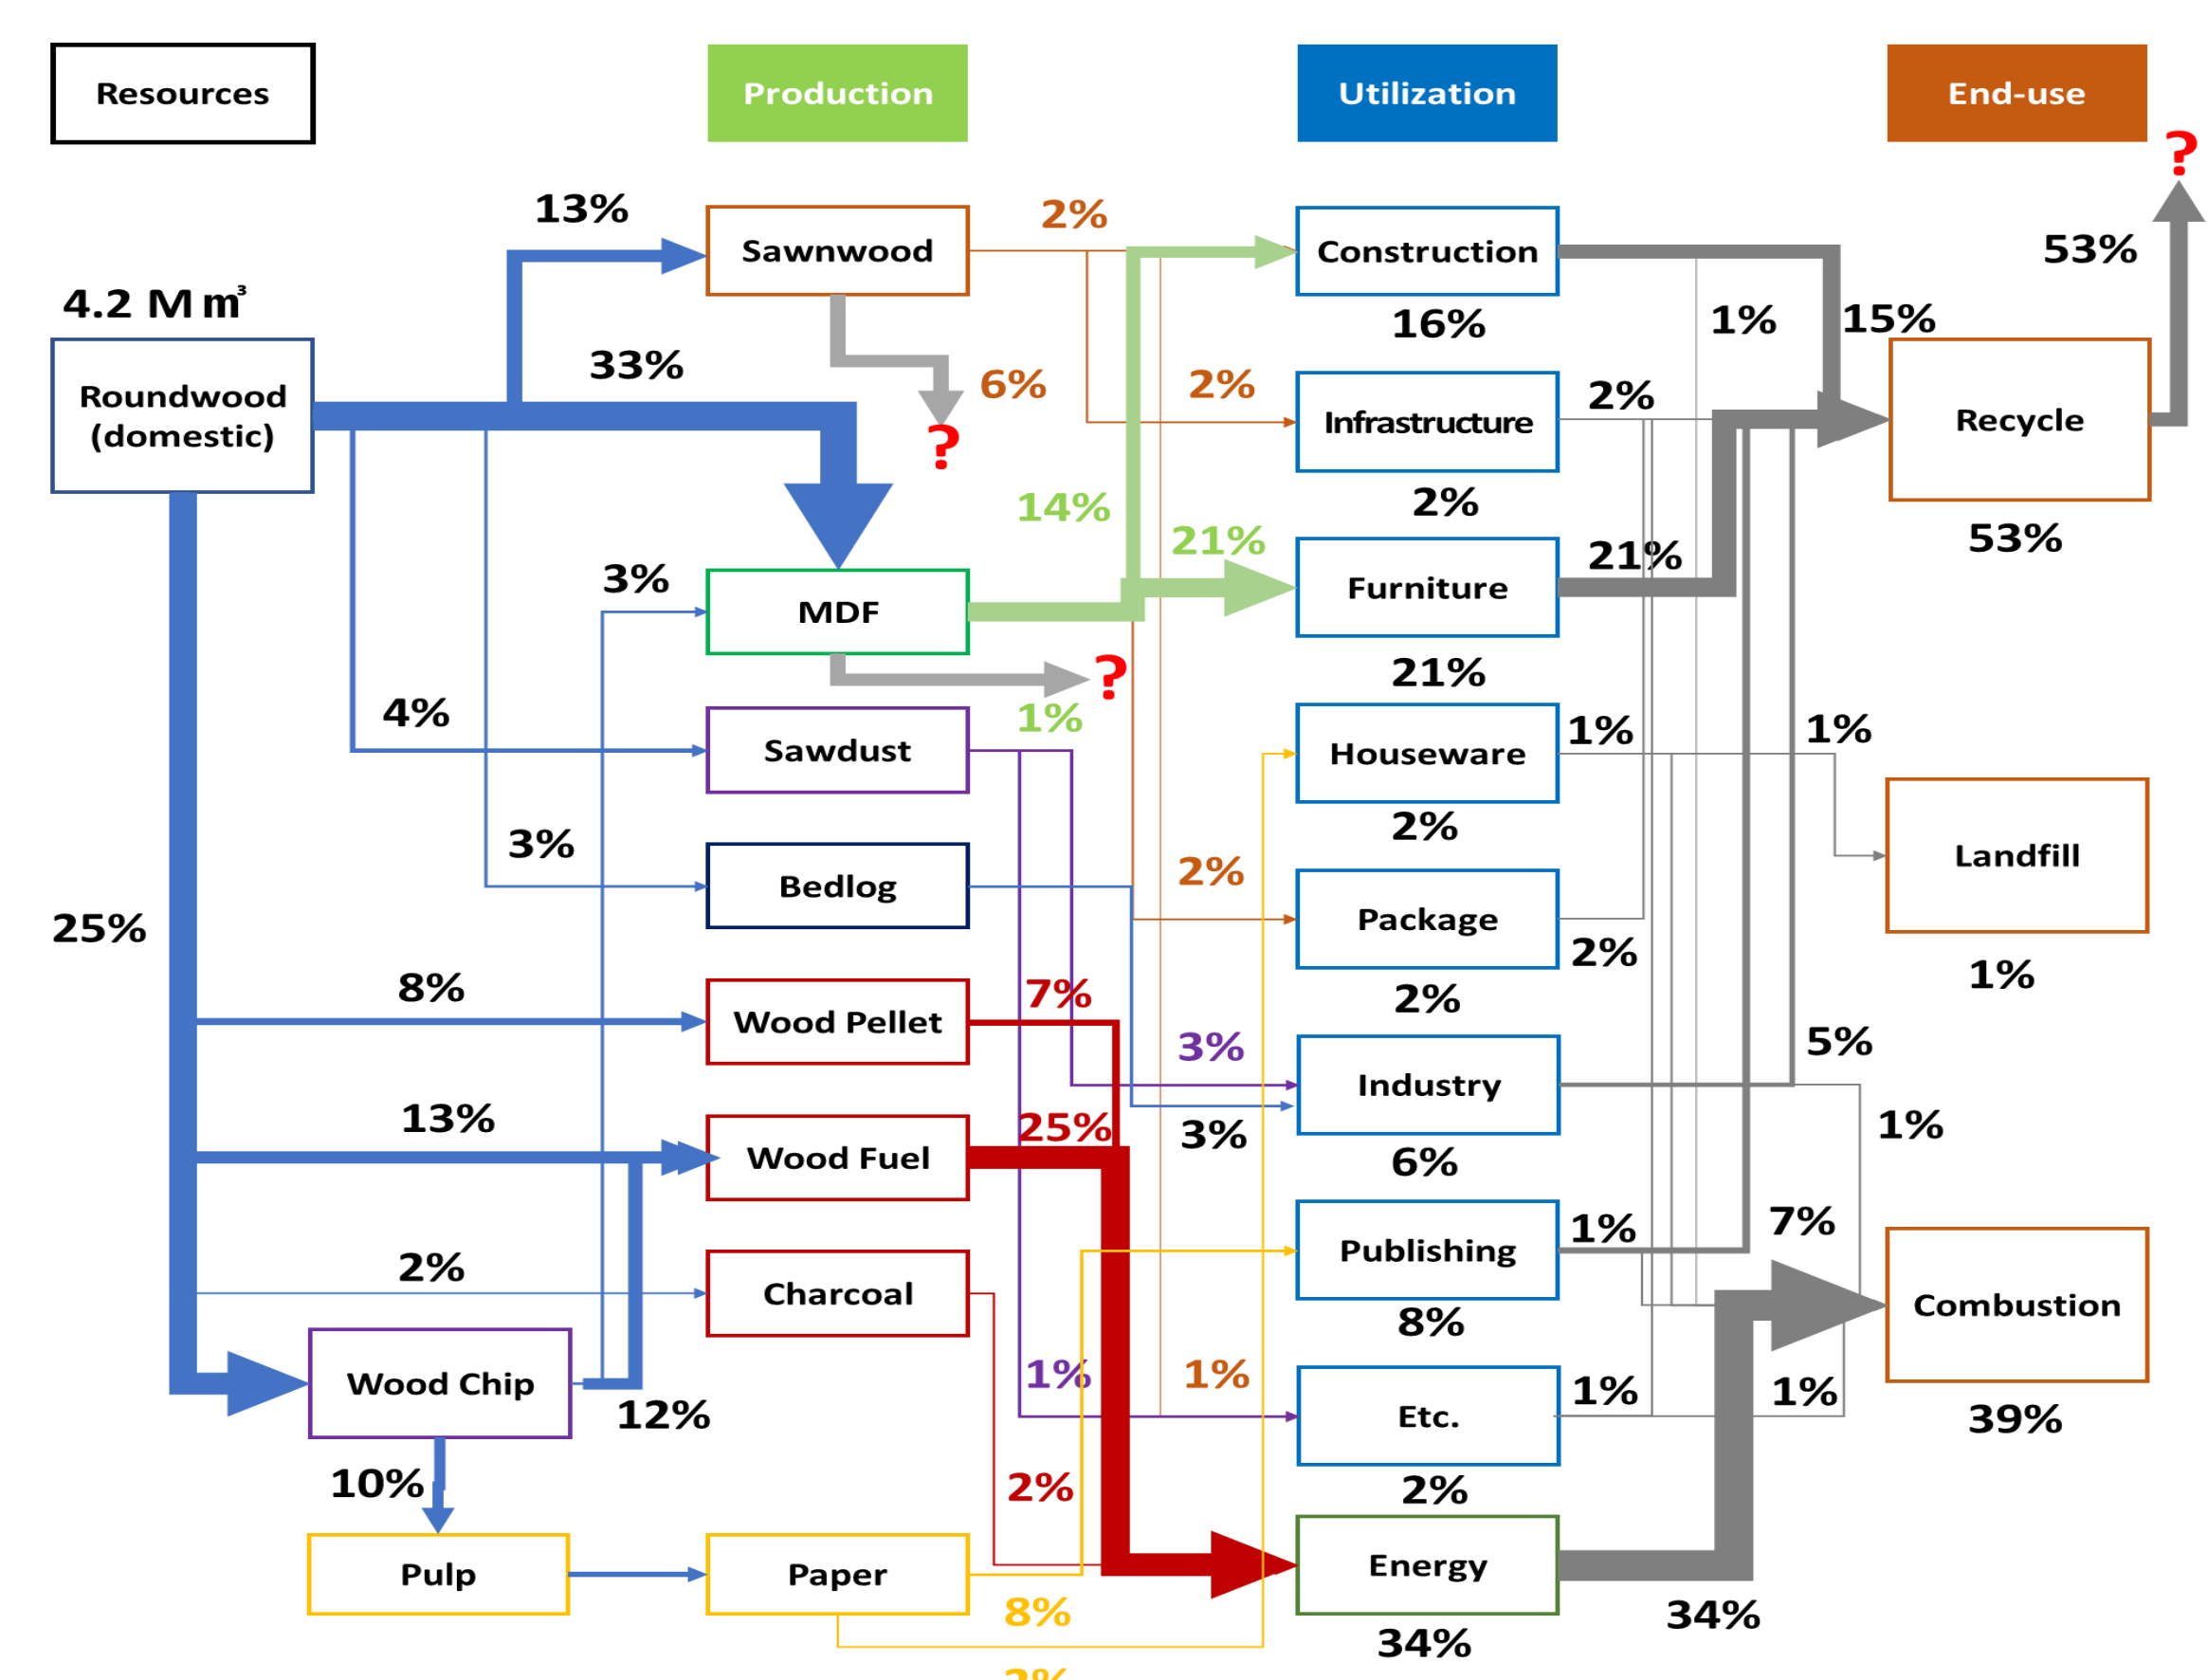 Resources
Production
Utilization
End-use
?
13%
2%
53%
Sawnwood
Construction
4.2 M m³
16%
1%
15%
33%
6%
2%
2%
Roundwood
(domestic)
Infrastructure
Recycle
?
14%
2%
21%
21%
53%
3%
MDF
Furniture
?
21%
4%
1%
1%
1%
Sawdust
Houseware
3%
2%
Landfill
Bedlog
2%
25%
Package
2%
1%
8%
7%
2%
Wood Pellet
3%
5%
Industry
13%
25%
3%
1%
Wood Fuel
6%
1%
7%
2%
Publishing
Charcoal
8%
Combustion
Wood Chip
1%
1%
1%
1%
12%
Etc.
39%
10%
2%
2%
Pulp
Paper
Energy
8%
34%
34%